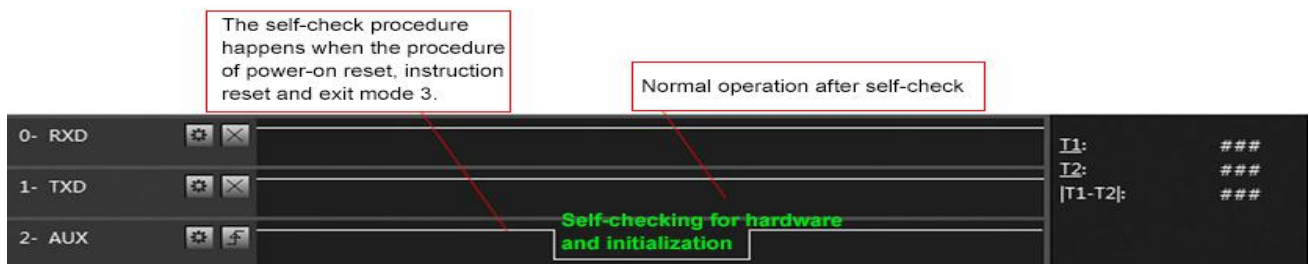 The self-check procedure
happens when the procedure
of power-on reset, instruction
reset and exit mode 3.
Normal operation after self-check
0- RXD
1- TXD
2- AUX
Self-checking for hardware
and initialization
T1: ###
T2: ###
|T1-T2|: ###